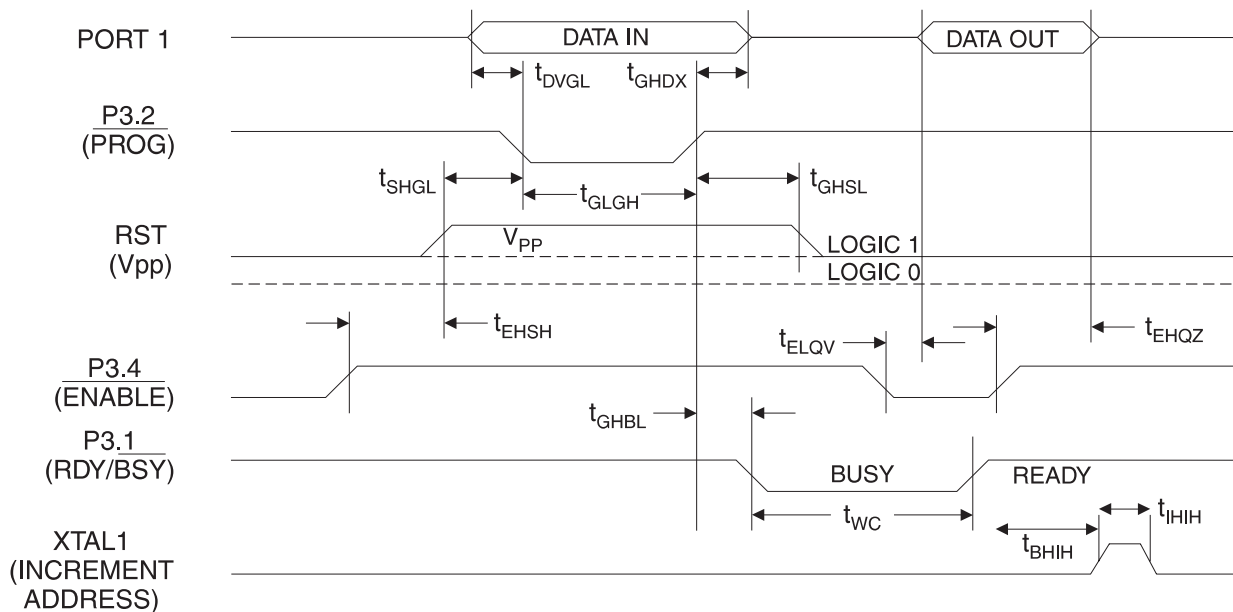 PORT 1
DATA IN
DATA OUT
tDVGL
tGHDX
P3.2
(PROG)
tSHGL
tGLGH
tGHSL
RST
(Vpp)
VPP
LOGIC 1
LOGIC 0
tEHSH
tELQV
tEHQZ
P3.4
(ENABLE)
tGHBL
P3.1
(RDY/BSY)
BUSY
READY
tWC
tIHIH
tBHIH
XTAL1
(INCREMENT
ADDRESS)